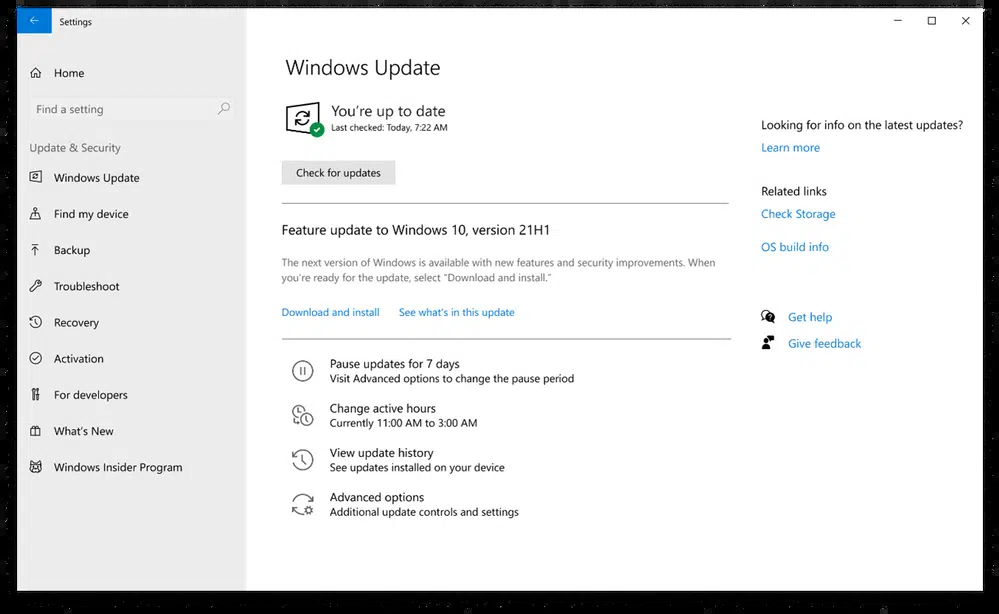 Settings
Home
Find a setting
Update & Security
Windows Update
Find my device
Backup
Troubleshoot
Recovery
Activation
For developers
What's New
Windows Insider Program
Windows Update
You're up to date
Last checked: Today, 7:22 AM
Check for updates
Feature update to Windows 10, version 21H1
The next version of Windows is available with new features and security improvements. When
you're ready for the update, select "Download and install."
Download and install See what's in this update
Pause updates for 7 days
Visit Advanced options to change the pause period
Change active hours
Currently 11:00 AM to 3:00 AM
View update history
See updates installed on your device
Advanced options
Additional update controls and settings
Looking for info on the latest updates?
Learn more
Related links
Check Storage
OS build info
Get help
Give feedback